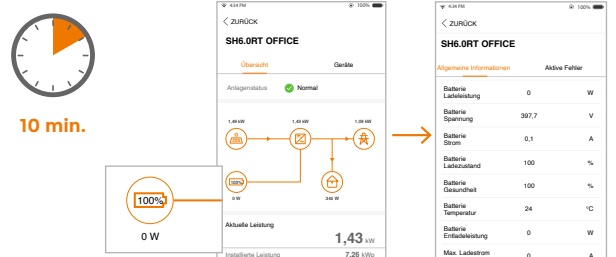 10 min.
4:34 PM 100%
ZURÜCK
SH6.0RT OFFICE
Übersicht Geräte
Anlagenstatus Normal
1,49 kW 1,43 kW 1.09 kW
100%
0 W 345 W
100%
0 W
Aktuelle Leistung
1,43 kW
Installierte Leistung 7.26 kWp
4:34 PM 100%
ZURÜCK
SH6.0RT OFFICE
Allgemeine Informationen Aktive Fehler
Batterie
Ladeleistung 0 W
Batterie
Spannung 397,7 V
Batterie
Strom 0,1 A
Batterie
Ladezustand 100 %
Batterie
Gesundheit 100 %
Batterie
Temperatur 24 °C
Batterie
Entladeleistung 0 W
Max. Ladestrom
0 A